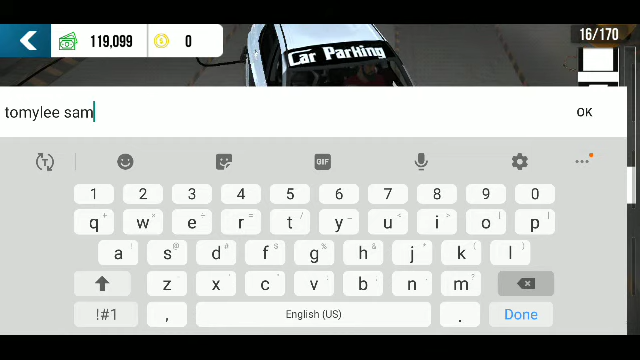 119,099
0
16/170
Car Parking
tomylee sam
OK
GIF
1 2 3 4 5 6 7 8 9 0
q w e r t y u i o p
a s d f g h j k l
z x c v b n m
!#1 , English (US) . Done